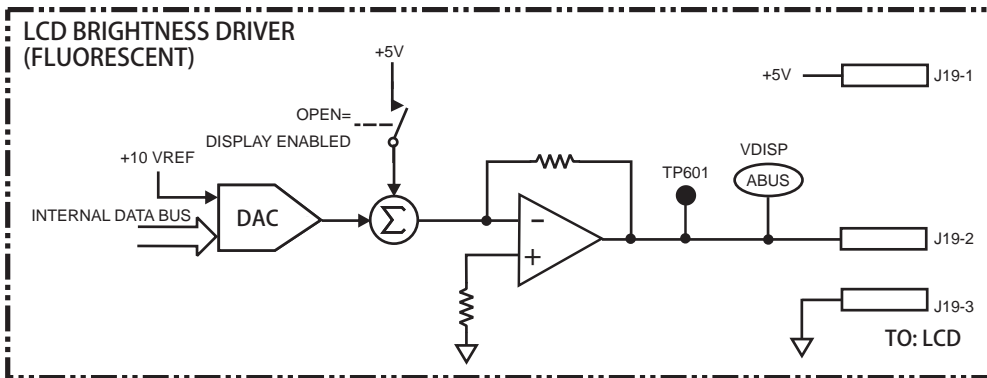 LCD BRIGHTNESS DRIVER
(FLUORESCENT)
+5V
+5V
J19-1
OPEN=
DISPLAY ENABLED
+10 VREF
VDISP
TP601
ABUS
INTERNAL DATA BUS
DAC
Σ
−
+
J19-2
J19-3
TO: LCD